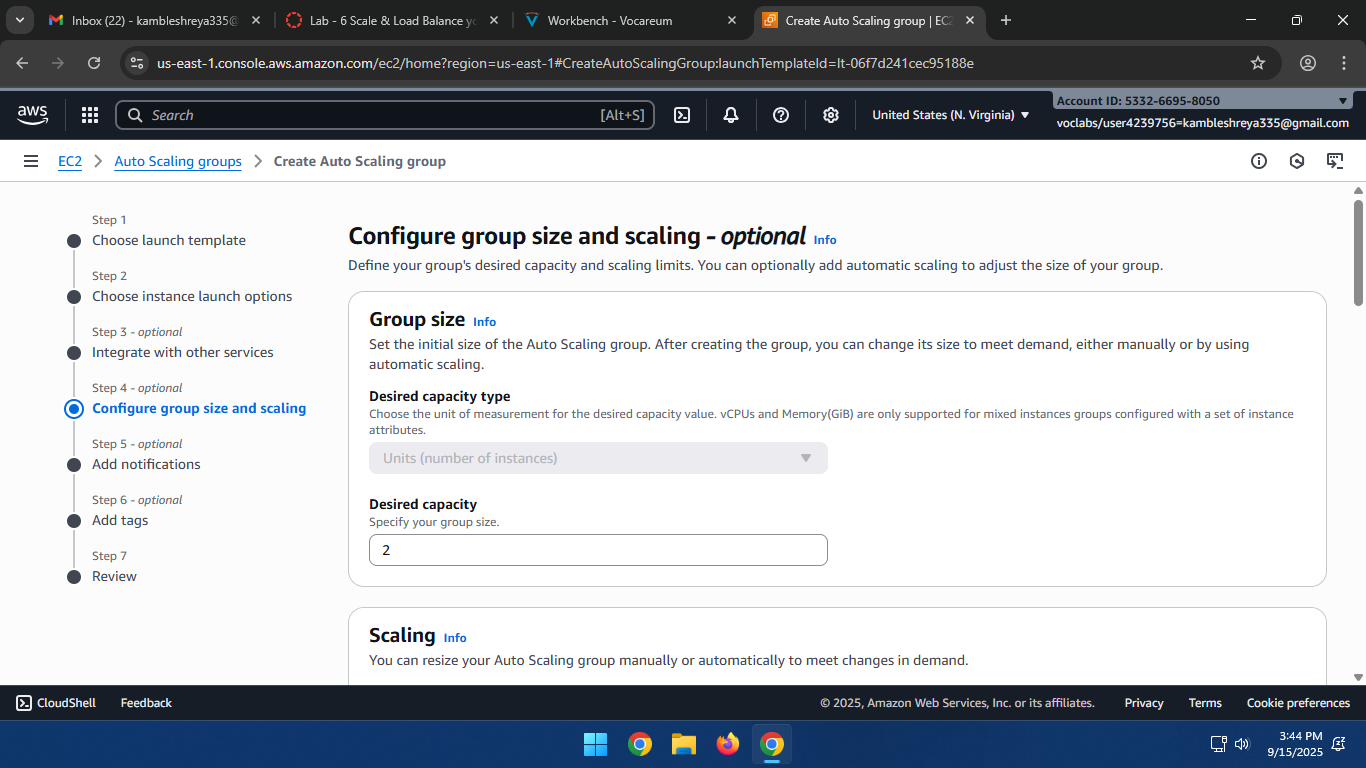 Inbox (22) - kambleshreya335@
Lab - 6 Scale & Load Balance yo
Workbench - Vocareum
Create Auto Scaling group | EC2
us-east-1.console.aws.amazon.com/ec2/home?region=us-east-1#CreateAutoScalingGroup:launchTemplateId=lt-06f7d241cec95188e
aws
Search
[Alt+S]
United States (N. Virginia)
Account ID: 5332-6695-8050
voclabs/user4239756=kambleshreya335@gmail.com
EC2
Auto Scaling groups
Create Auto Scaling group
Step 1
Choose launch template
Step 2
Choose instance launch options
Step 3 - optional
Integrate with other services
Step 4 - optional
Configure group size and scaling
Step 5 - optional
Add notifications
Step 6 - optional
Add tags
Step 7
Review
Configure group size and scaling - optional Info
Define your group's desired capacity and scaling limits. You can optionally add automatic scaling to adjust the size of your group.
Group size Info
Set the initial size of the Auto Scaling group. After creating the group, you can change its size to meet demand, either manually or by using
automatic scaling.
Desired capacity type
Choose the unit of measurement for the desired capacity value. vCPUs and Memory(GiB) are only supported for mixed instances groups configured with a set of instance
attributes.
Units (number of instances)
Desired capacity
Specify your group size.
2
Scaling Info
You can resize your Auto Scaling group manually or automatically to meet changes in demand.
CloudShell
Feedback
© 2025, Amazon Web Services, Inc. or its affiliates.
Privacy
Terms
Cookie preferences
3:44 PM
9/15/2025